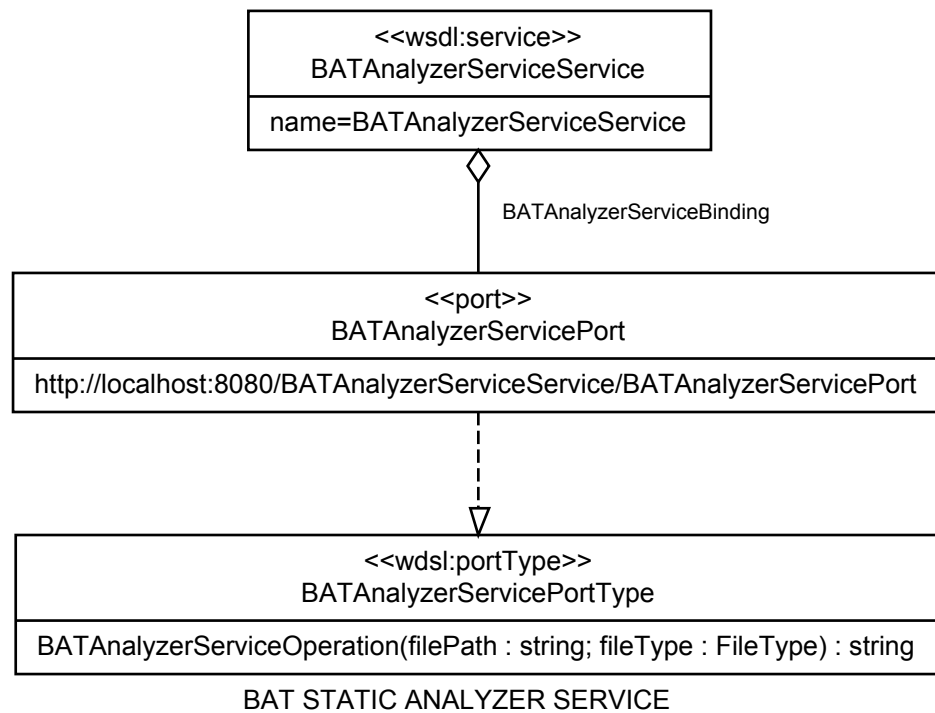 <<wsdl:service>>
BATAnalyzerServiceService
name=BATAnalyzerServiceService
BATAnalyzerServiceBinding
<<port>>
BATAnalyzerServicePort
http://localhost:8080/BATAnalyzerServiceService/BATAnalyzerServicePort
<<wdsl:portType>>
BATAnalyzerServicePortType
BATAnalyzerServiceOperation(filePath : string; fileType : FileType) : string
BAT STATIC ANALYZER SERVICE